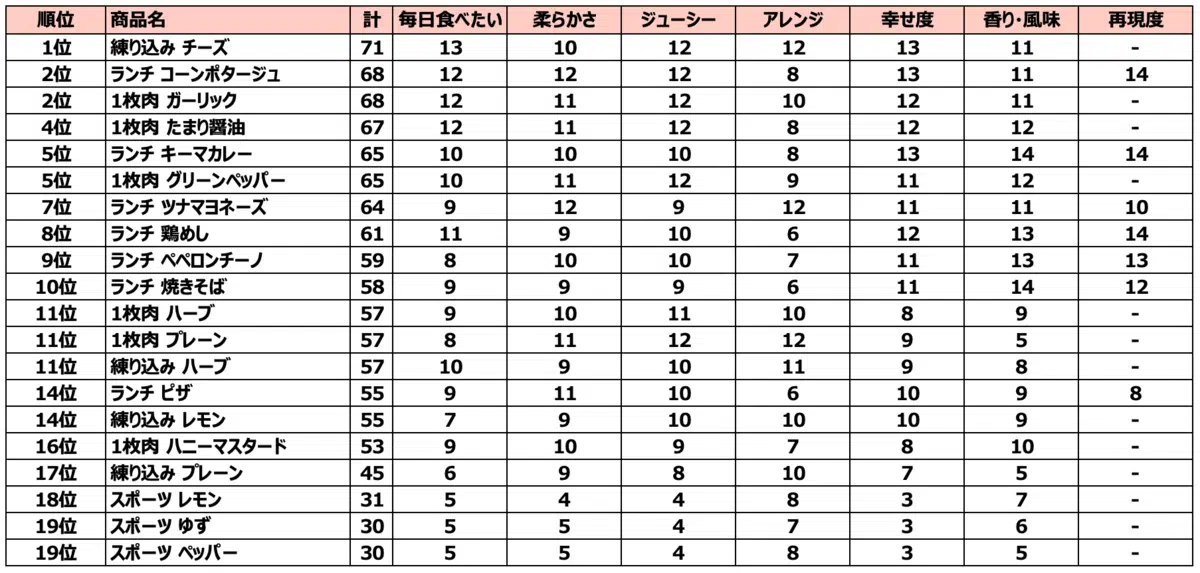 順位 商品名 計 毎日食べたい 柔らかさ ジューシー アレンジ 幸せ度 香り・風味 再現度
1位 練り込み チーズ 71 13 10 12 12 13 11 -
2位 ランチ コーンポタージュ 68 12 12 12 8 13 11 14
2位 1枚肉 ガーリック 68 12 11 12 10 12 11 -
4位 1枚肉 たまり醤油 67 12 11 12 8 12 12 -
5位 ランチ キーマカレー 65 10 10 10 8 13 14 14
5位 1枚肉 グリーンペッパー 65 10 11 12 9 11 12 -
7位 ランチ ツナマヨネーズ 64 9 12 9 12 11 11 10
8位 ランチ 鶏めし 61 11 9 10 6 12 13 14
9位 ランチ ペペロンチーノ 59 8 10 10 7 11 13 13
10位 ランチ 焼きそば 58 9 9 9 6 11 14 12
11位 1枚肉 ハーブ 57 9 10 11 10 8 9 -
11位 1枚肉 プレーン 57 8 11 12 12 9 5 -
11位 練り込み ハーブ 57 10 9 10 11 9 8 -
14位 ランチ ピザ 55 9 11 10 6 10 9 8
14位 練り込み レモン 55 7 9 10 10 10 9 -
16位 1枚肉 ハニーマスタード 53 9 10 9 7 8 10 -
17位 練り込み プレーン 45 6 9 8 10 7 5 -
18位 スポーツ レモン 31 5 4 4 8 3 7 -
19位 スポーツ ゆず 30 5 5 4 7 3 6 -
19位 スポーツ ペッパー 30 5 5 4 8 3 5 -